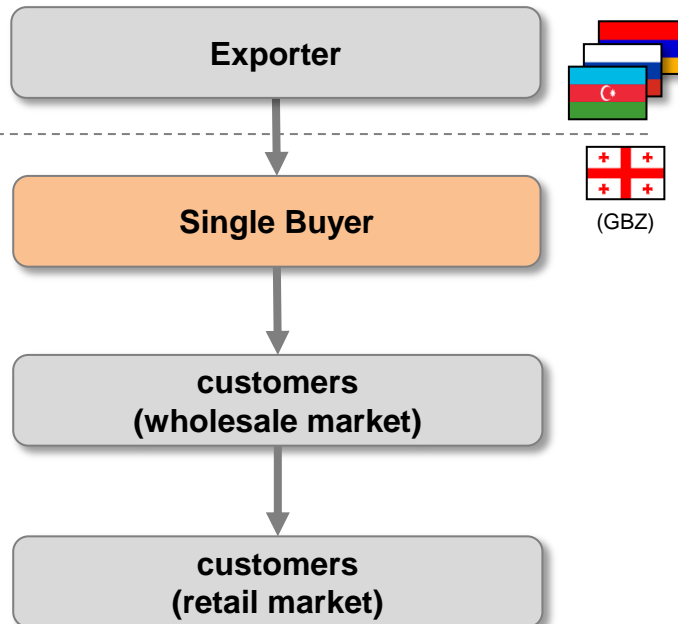 Exporter
Single Buyer
(GBZ)
customers
(wholesale market)
customers
(retail market)